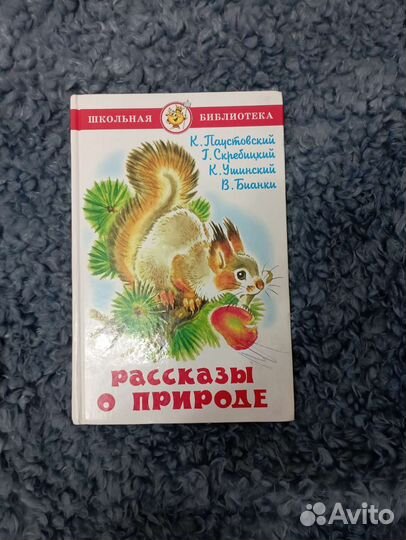 ШКОЛЬНАЯ БИБЛИОТЕКА
К. Паустовский
Г. Скребицкий
К. Ушинский
В. Бианки
РАССКАЗЫ
О ПРИРОДЕ
Avito